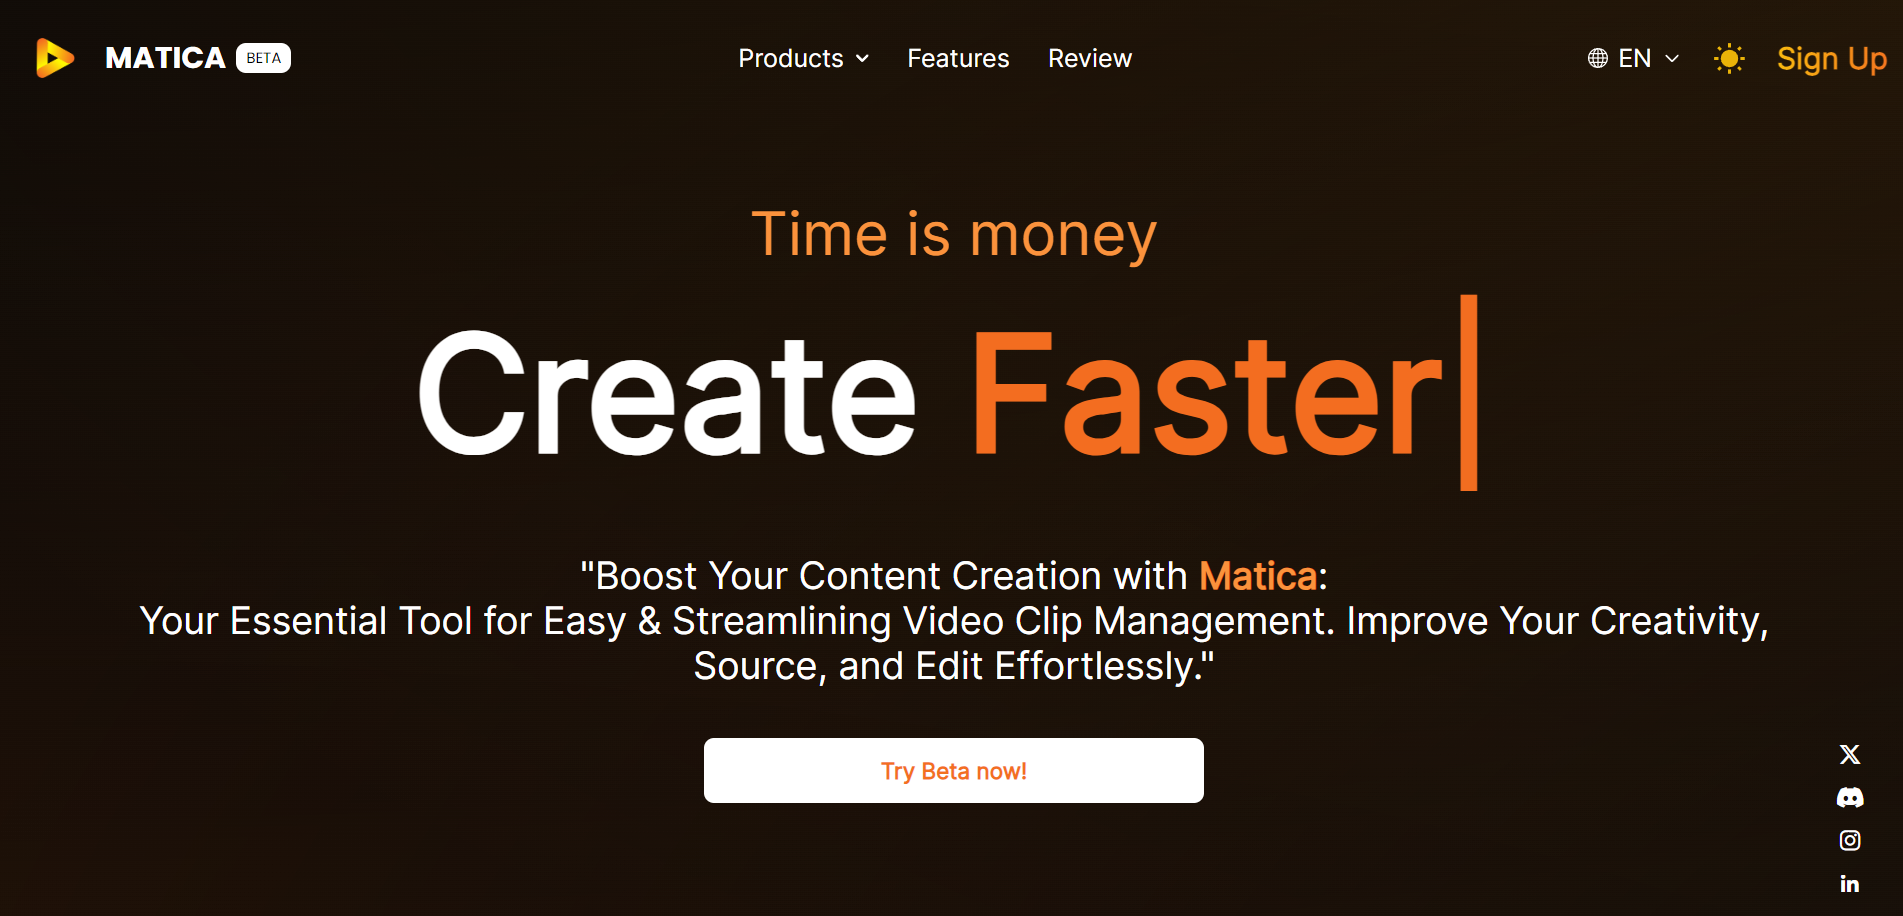 MATICA BETA
Products Features Review
EN
Sign Up
Time is money
Create Faster
"Boost Your Content Creation with Matica:
Your Essential Tool for Easy & Streamlining Video Clip Management. Improve Your Creativity,
Source, and Edit Effortlessly."
Try Beta now!